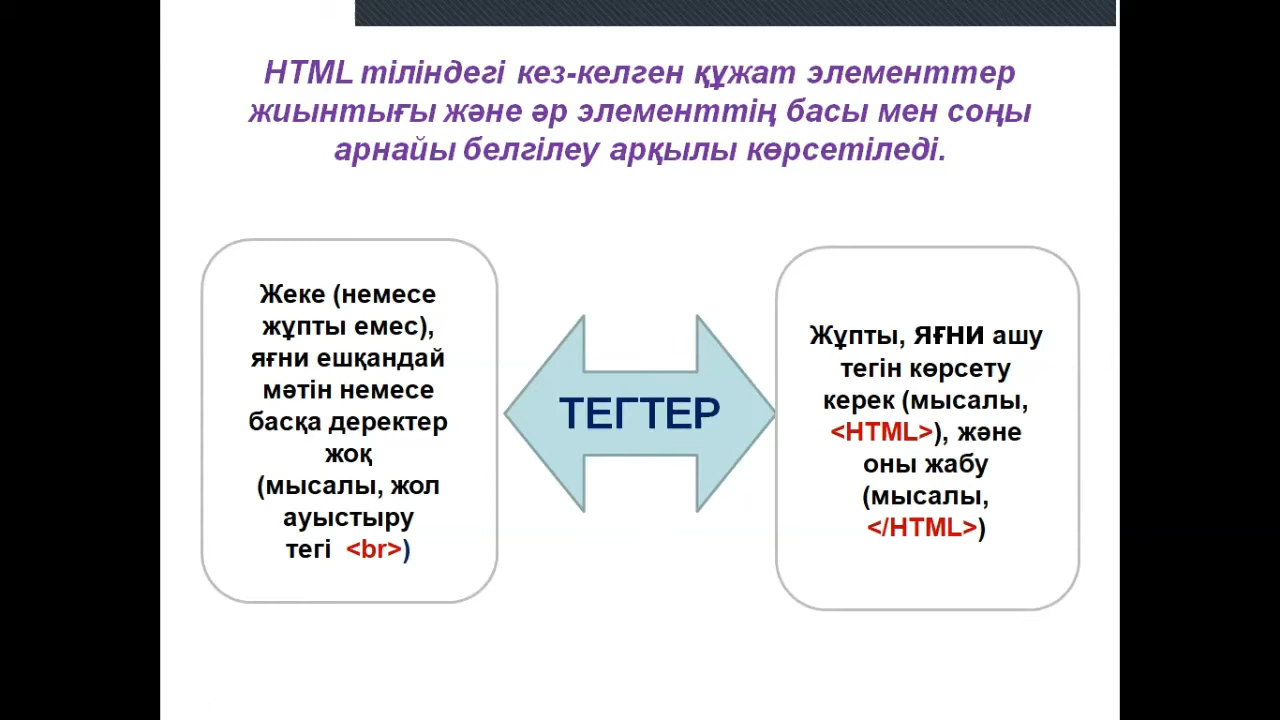 HTML тіліндегі кез-келген құжат элементтер
жиынтығы және әр элементтің басы мен соңы
арнайы белгілеу арқылы көрсетіледі.
Жеке (немесе
жұпты емес),
яғни ешқандай
мәтін немесе
басқа деректер
жоқ
(мысалы, жол
ауыстыру
тегі <br>)
ТЕГТЕР
Жұпты, яғни ашу
тегін көрсету
керек (мысалы,
<HTML>), және
оны жабу
(мысалы,
</HTML>)